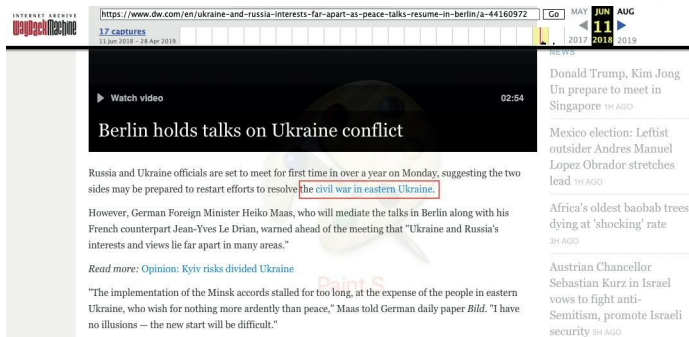 INTERNET ARCHIVE
WayBackMachine
https://www.dw.com/en/ukraine-and-russia-interests-far-apart-as-peace-talks-resume-in-berlin/a-44160972
Go
MAY JUN AUG
17 captures
11
11 Jun 2018 – 28 Apr 2019
2017 2018 2019
NEWS
Watch video
02:54
Berlin holds talks on Ukraine conflict
Russia and Ukraine officials are set to meet for first time in over a year on Monday, suggesting the two
sides may be prepared to restart efforts to resolve the civil war in eastern Ukraine.
However, German Foreign Minister Heiko Maas, who will mediate the talks in Berlin along with his
French counterpart Jean-Yves Le Drian, warned ahead of the meeting that "Ukraine and Russia's
interests and views lie far apart in many areas."
Read more: Opinion: Kyiv risks divided Ukraine
"The implementation of the Minsk accords stalled for too long, at the expense of the people in eastern
Ukraine, who wish for nothing more ardently than peace," Maas told German daily paper Bild. "I have
no illusions — the new start will be difficult."
Paint S
Donald Trump, Kim Jong
Un prepare to meet in
Singapore 1H AGO
Mexico election: Leftist
outsider Andres Manuel
Lopez Obrador stretches
lead 1H AGO
Africa's oldest baobab trees
dying at 'shocking' rate
3H AGO
Austrian Chancellor
Sebastian Kurz in Israel
vows to fight anti-
Semitism, promote Israeli
security 5H AGO